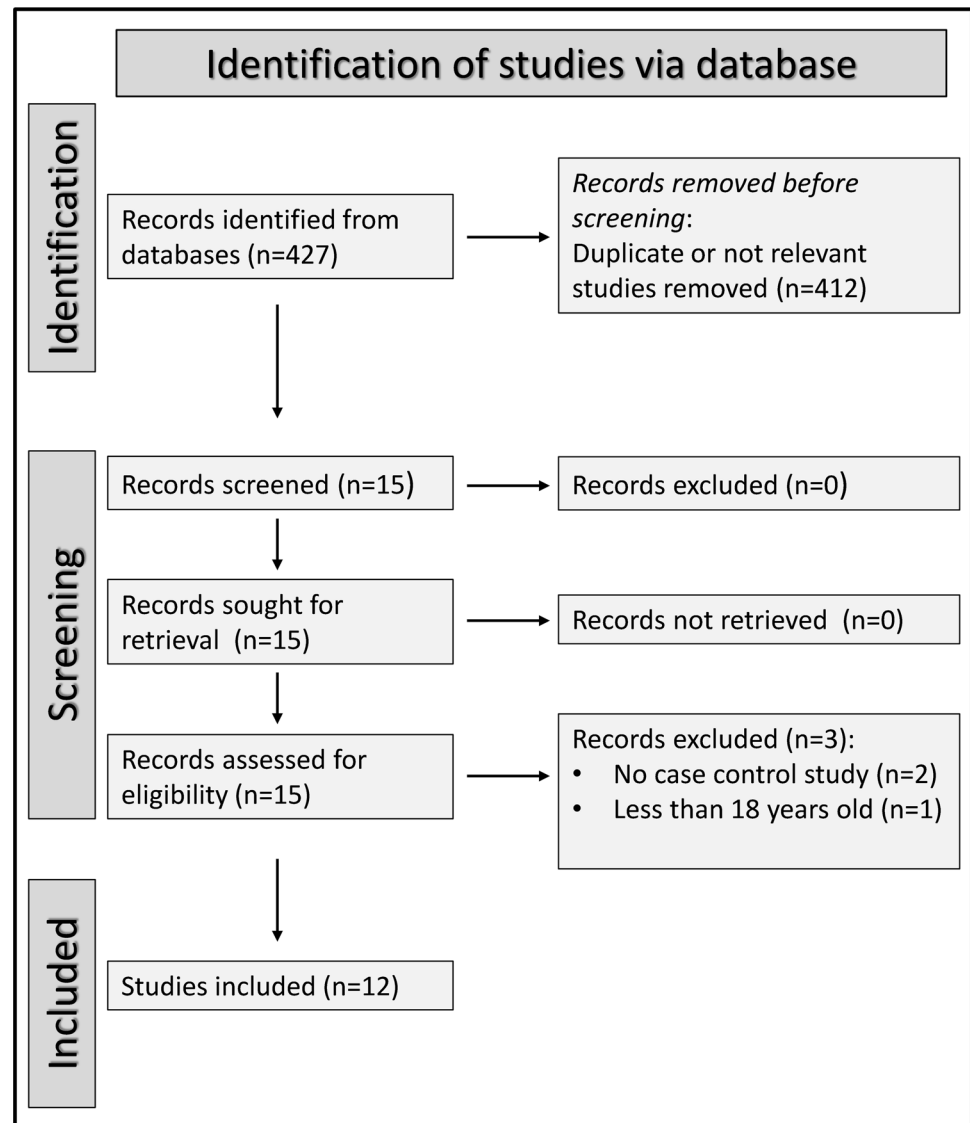 Identification of studies via database
Identification
Records identified from
databases (n=427)
Records removed before
screening:
Duplicate or not relevant
studies removed (n=412)
Screening
Records screened (n=15)
Records excluded (n=0)
Records sought for
retrieval  (n=15)
Records not retrieved  (n=0)
Records assessed for
eligibility (n=15)
Records excluded (n=3):
• No case control study (n=2)
• Less than 18 years old (n=1)
Included
Studies included (n=12)